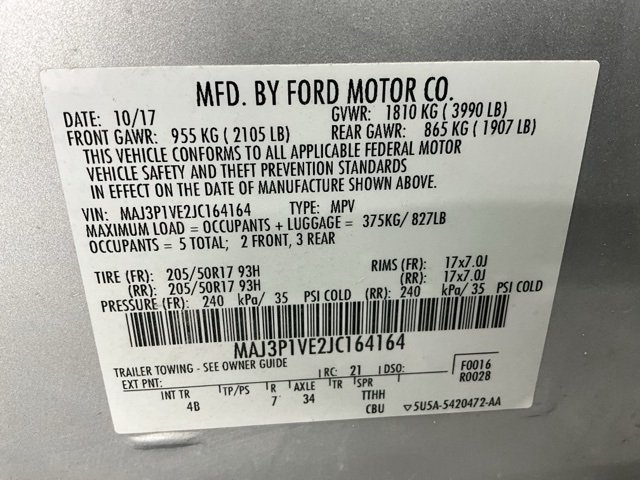 MFD. BY FORD MOTOR CO.
DATE: 10/17 GVWR: 1810 KG ( 3990 LB)
FRONT GAWR: 955 KG ( 2105 LB) REAR GAWR: 865 KG ( 1907 LB)
THIS VEHICLE CONFORMS TO ALL APPLICABLE FEDERAL MOTOR
VEHICLE SAFETY AND THEFT PREVENTION STANDARDS
IN EFFECT ON THE DATE OF MANUFACTURE SHOWN ABOVE.
VIN: MAJ3P1VE2JC164164 TYPE: MPV
MAXIMUM LOAD = OCCUPANTS + LUGGAGE = 375KG/ 827LB
OCCUPANTS = 5 TOTAL; 2 FRONT, 3 REAR
TIRE (FR): 205/50R17 93H RIMS (FR): 17x7.0J
(RR): 205/50R17 93H (RR): 17x7.0J
PRESSURE (FR): 240 kPa/ 35 PSI COLD (RR): 240 kPa/ 35 PSI COLD
MAJ3P1VE2JC164164
TRAILER TOWING - SEE OWNER GUIDE
EXT PNT: RC: 21 DSO: F0016
R0028
INT TR TP/PS R AXLE TR SPR
4B 7 34 TTHH
CBU 5U5A-5420472-AA